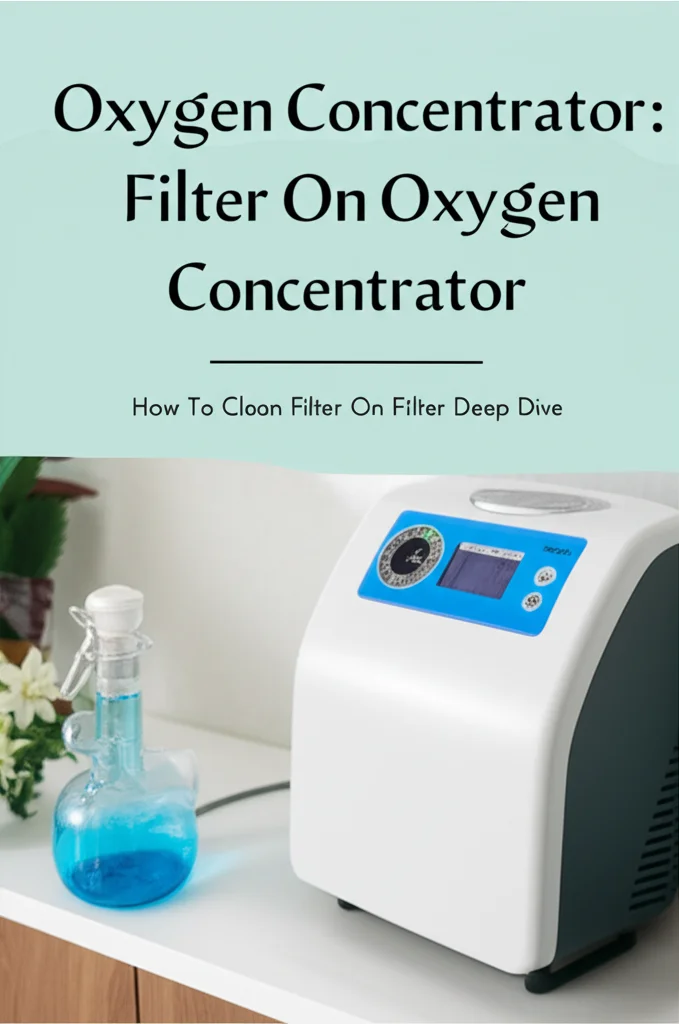 Oxygen Concentrator:
Filter On Oxygen
Concentrator
How To Cloon Filter On Filter Deep Dive